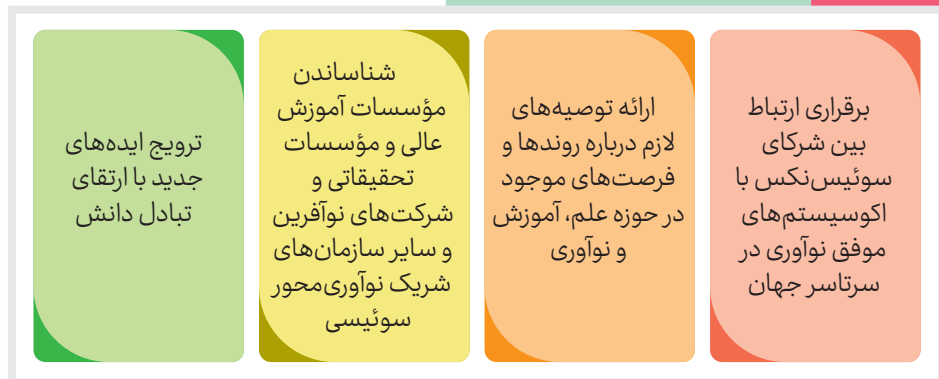 برقراری ارتباط
بین شرکای
سوئیس‌نکس با
اکوسیستم‌های
موفق نوآوری در
سرتاسر جهان
ارائه توصیه‌های
لازم درباره روندها و
فرصت‌های موجود
در حوزه علم، آموزش
و نوآوری
شناساندن
مؤسسات آموزش
عالی و مؤسسات
تحقیقاتی و
شرکت‌های نوآفرین
و سایر سازمان‌های
شریک نوآوری‌محور
سوئیسی
ترویج ایده‌های
جدید با ارتقای
تبادل دانش